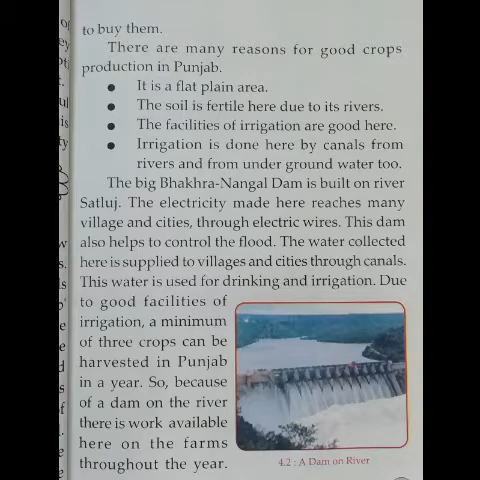 to buy them.
There are many reasons for good crops
production in Punjab.
● It is a flat plain area.
● The soil is fertile here due to its rivers.
● The facilities of irrigation are good here.
● Irrigation is done here by canals from
rivers and from under ground water too.
The big Bhakhra-Nangal Dam is built on river
Satluj. The electricity made here reaches many
village and cities, through electric wires. This dam
also helps to control the flood. The water collected
here is supplied to villages and cities through canals.
This water is used for drinking and irrigation. Due
to good facilities of
irrigation, a minimum
of three crops can be
harvested in Punjab
in a year. So, because
of a dam on the river
there is work available
here on the farms
throughout the year.
4.2 : A Dam on River